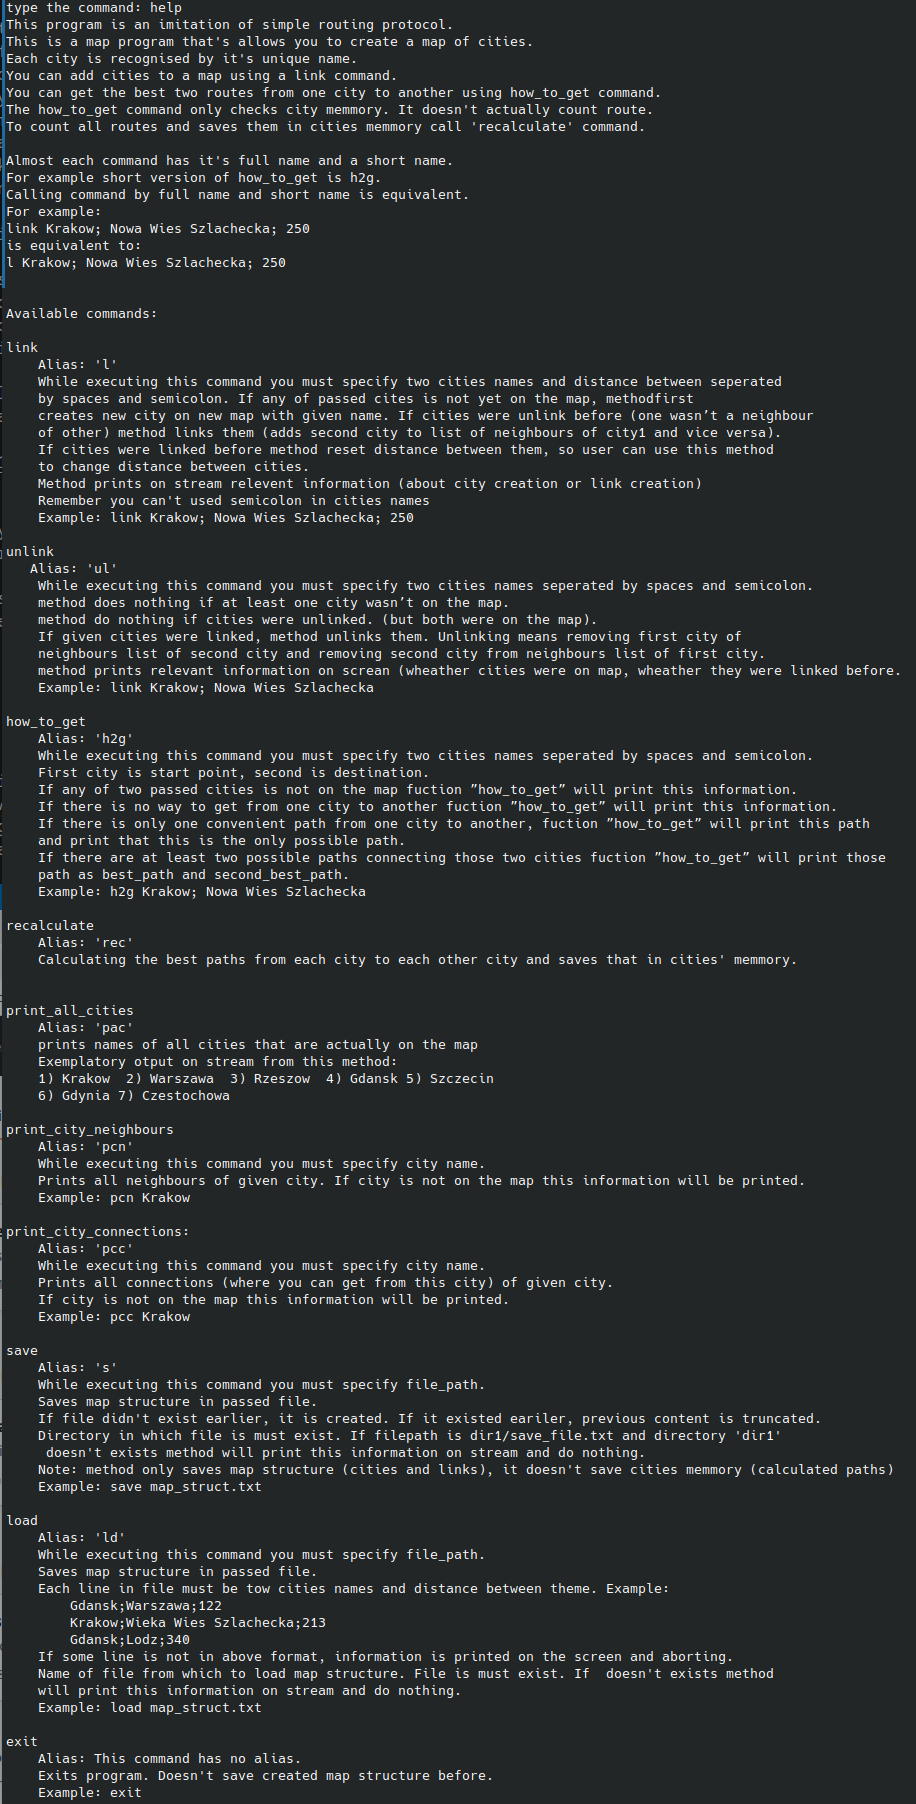 type the command: help
This program is an imitation of simple routing protocol.
This is a map program that's allows you to create a map of cities.
Each city is recognised by it's unique name.
You can add cities to a map using a link command.
You can get the best two routes from one city to another using how_to_get command.
The how_to_get command only checks city memmory. It doesn't actually count route.
To count all routes and saves them in cities memmory call 'recalculate' command.

Almost each command has it's full name and a short name.
For example short version of how_to_get is h2g.
Calling command by full name and short name is equivalent.
For example:
link Krakow; Nowa Wies Szlachecka; 250
is equivalent to:
l Krakow; Nowa Wies Szlachecka; 250

Available commands:

link
    Alias: 'l'
    While executing this command you must specify two cities names and distance between seperated
    by spaces and semicolon. If any of passed cites is not yet on the map, methodfirst
    creates new city on new map with given name. If cities were unlink before (one wasn’t a neighbour
    of other) method links them (adds second city to list of neighbours of city1 and vice versa).
    If cities were linked before method reset distance between them, so user can use this method
    to change distance between cities.
    Method prints on stream relevent information (about city creation or link creation)
    Remember you can't used semicolon in cities names
    Example: link Krakow; Nowa Wies Szlachecka; 250

unlink
   Alias: 'ul'
    While executing this command you must specify two cities names seperated by spaces and semicolon.
    method does nothing if at least one city wasn’t on the map.
    method do nothing if cities were unlinked. (but both were on the map).
    If given cities were linked, method unlinks them. Unlinking means removing first city of
    neighbours list of second city and removing second city from neighbours list of first city.
    method prints relevant information on screan (wheather cities were on map, wheather they were linked before.
    Example: link Krakow; Nowa Wies Szlachecka

how_to_get
    Alias: 'h2g'
    While executing this command you must specify two cities names seperated by spaces and semicolon.
    First city is start point, second is destination.
    If any of two passed cities is not on the map fuction ”how_to_get” will print this information.
    If there is no way to get from one city to another fuction ”how_to_get” will print this information.
    If there is only one convenient path from one city to another, fuction ”how_to_get” will print this path
    and print that this is the only possible path.
    If there are at least two possible paths connecting those two cities fuction ”how_to_get” will print those
    path as best_path and second_best_path.
    Example: h2g Krakow; Nowa Wies Szlachecka

recalculate
    Alias: 'rec'
    Calculating the best paths from each city to each other city and saves that in cities' memmory.

print_all_cities
    Alias: 'pac'
    prints names of all cities that are actually on the map
    Exemplatory otput on stream from this method:
    1) Krakow  2) Warszawa  3) Rzeszow  4) Gdansk 5) Szczecin
    6) Gdynia 7) Czestochowa

print_city_neighbours
    Alias: 'pcn'
    While executing this command you must specify city name.
    Prints all neighbours of given city. If city is not on the map this information will be printed.
    Example: pcn Krakow

print_city_connections:
    Alias: 'pcc'
    While executing this command you must specify city name.
    Prints all connections (where you can get from this city) of given city.
    If city is not on the map this information will be printed.
    Example: pcc Krakow

save
    Alias: 's'
    While executing this command you must specify file_path.
    Saves map structure in passed file.
    If file didn't exist earlier, it is created. If it existed eariler, previous content is truncated.
    Directory in which file is must exist. If filepath is dir1/save_file.txt and directory 'dir1'
     doesn't exists method will print this information on stream and do nothing.
    Note: method only saves map structure (cities and links), it doesn't save cities memmory (calculated paths)
    Example: save map_struct.txt

load
    Alias: 'ld'
    While executing this command you must specify file_path.
    Saves map structure in passed file.
    Each line in file must be tow cities names and distance between theme. Example:
        Gdansk;Warszawa;122
        Krakow;Wieka Wies Szlachecka;213
        Gdansk;Lodz;340
    If some line is not in above format, information is printed on the screen and aborting.
    Name of file from which to load map structure. File is must exist. If  doesn't exists method
    will print this information on stream and do nothing.
    Example: load map_struct.txt

exit
    Alias: This command has no alias.
    Exits program. Doesn't save created map structure before.
    Example: exit